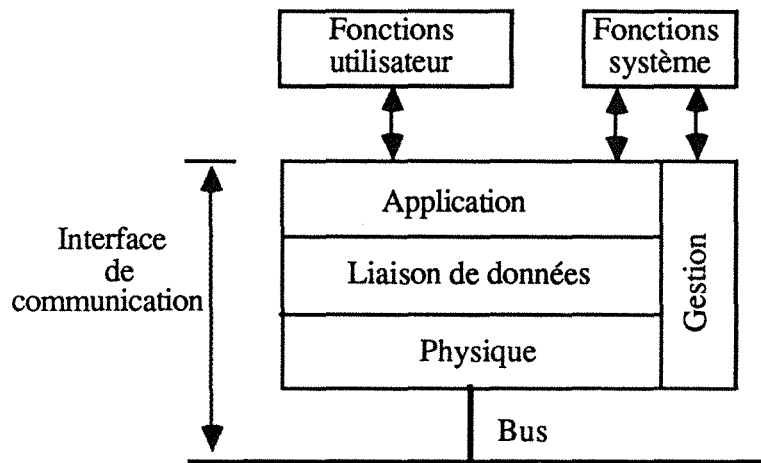 Fonctions
utilisateur
Fonctions
système
Application
Interface
de
communication
Liaison de données
Gestion
Physique
Bus